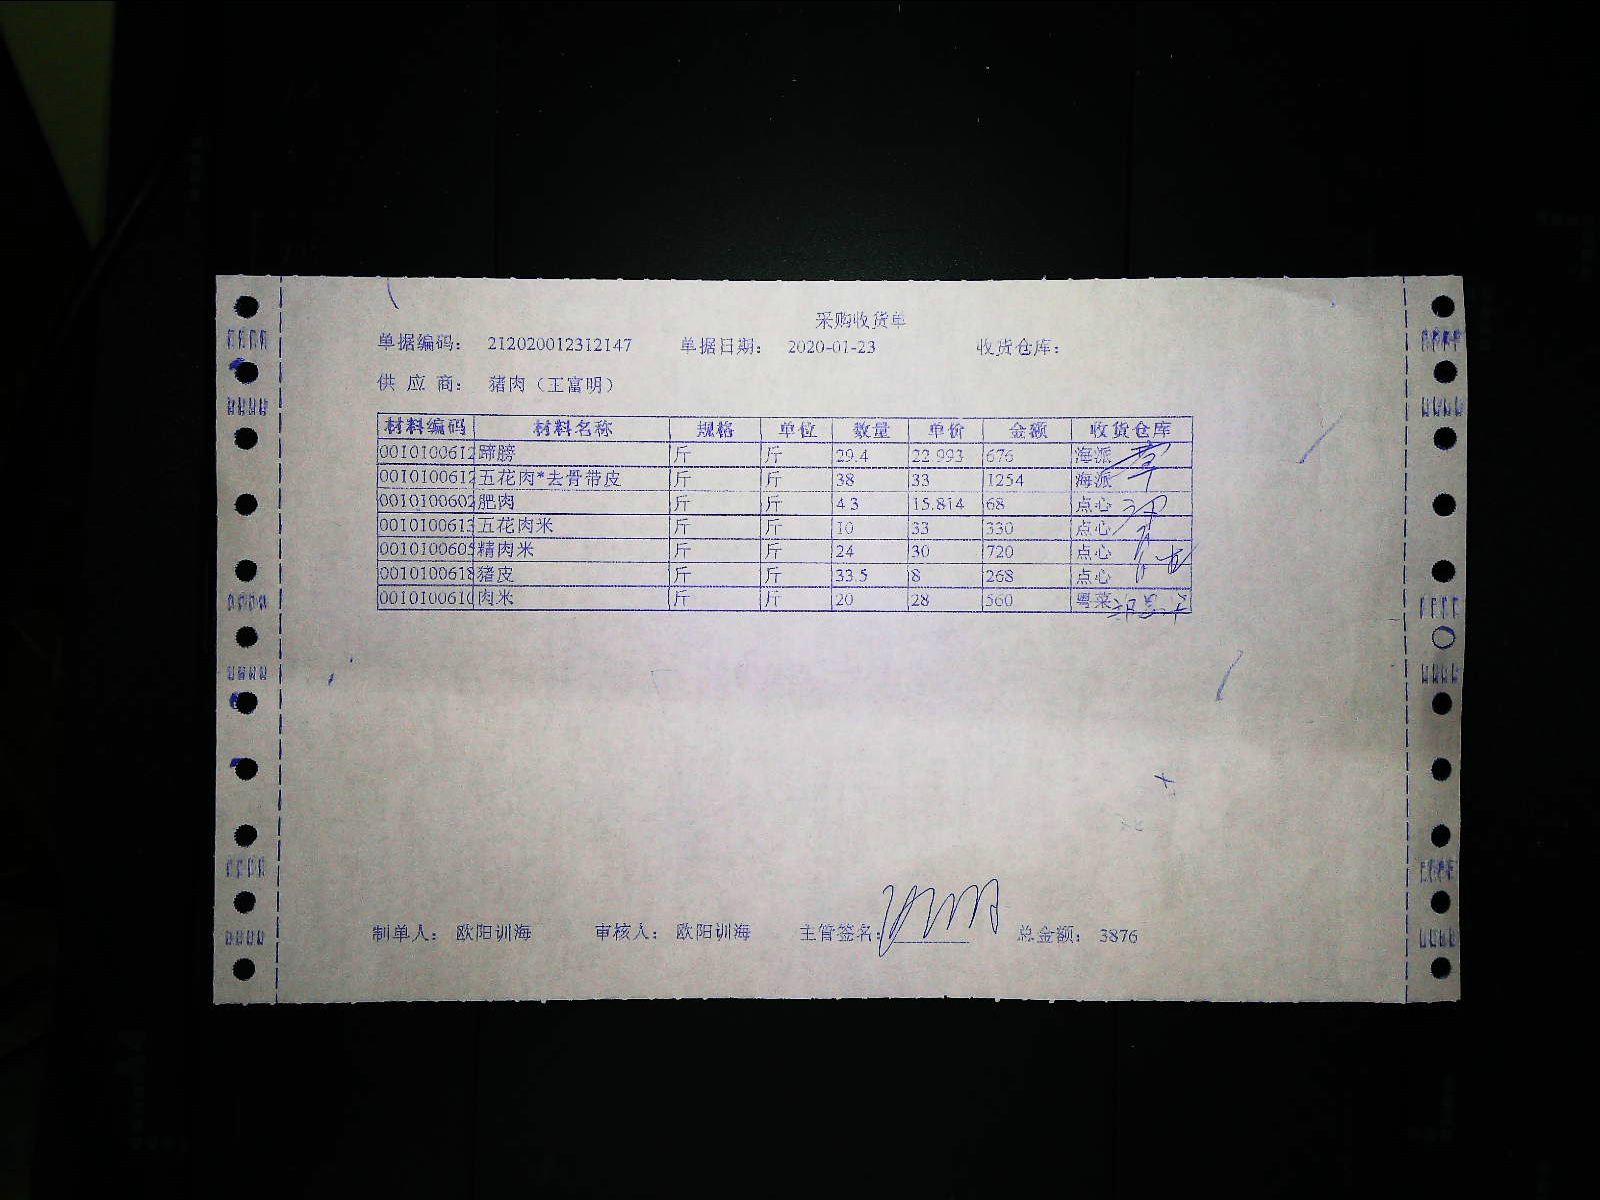 采购收货单
单据编码： 212020012312147 单据日期： 2020-01-23 收货仓库：
供 应 商： 猪肉（王富明）
材料编码 材料名称 规格 单位 数量 单价 金额 收货仓库
0010100612 蹄膀 斤 斤 29.4 22.993 676 海派
0010100612 五花肉*去骨带皮 斤 斤 38 33 1254 海派
0010100602 肥肉 斤 斤 4.3 15.814 68 点心
0010100613 五花肉米 斤 斤 10 33 330 点心
0010100605 精肉米 斤 斤 24 30 720 点心
0010100618 猪皮 斤 斤 33.5 8 268 点心
0010100610 肉米 斤 斤 20 28 560 粤菜
制单人： 欧阳训海 审核人： 欧阳训海 主管签名： 总金额： 3876